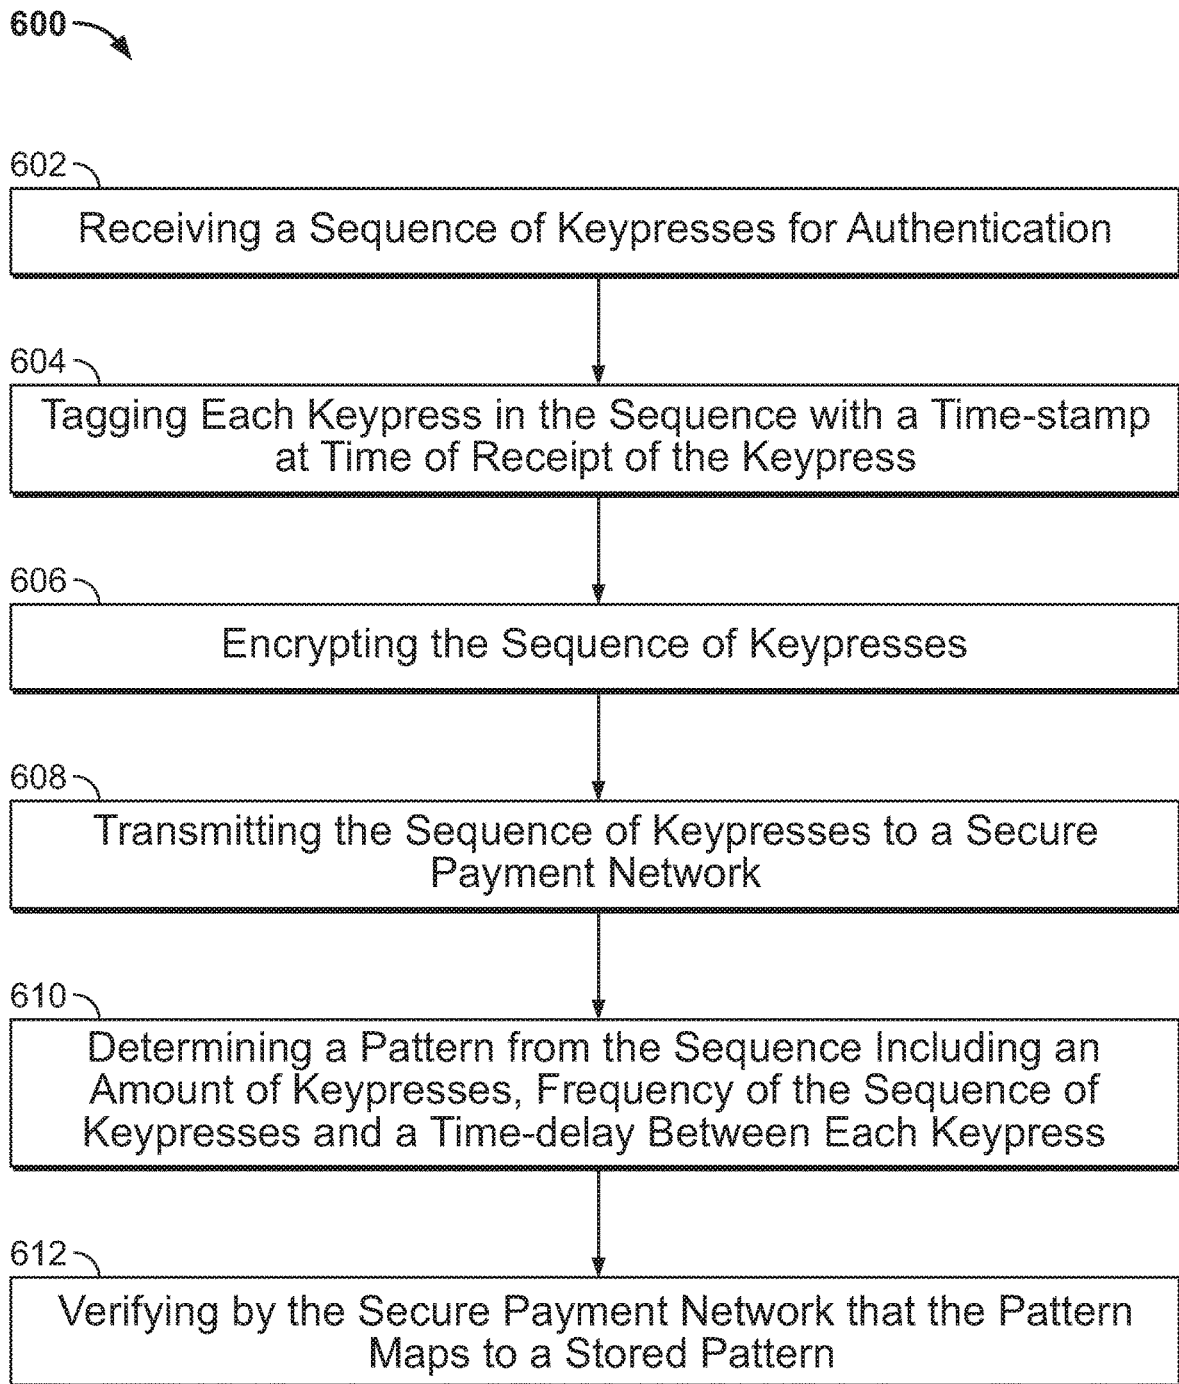 600
602
Receiving a Sequence of Keypresses for Authentication
604
Tagging Each Keypress in the Sequence with a Time-stamp
at Time of Receipt of the Keypress
606
Encrypting the Sequence of Keypresses
608
Transmitting the Sequence of Keypresses to a Secure
Payment Network
610
Determining a Pattern from the Sequence Including an
Amount of Keypresses, Frequency of the Sequence of
Keypresses and a Time-delay Between Each Keypress
612
Verifying by the Secure Payment Network that the Pattern
Maps to a Stored Pattern